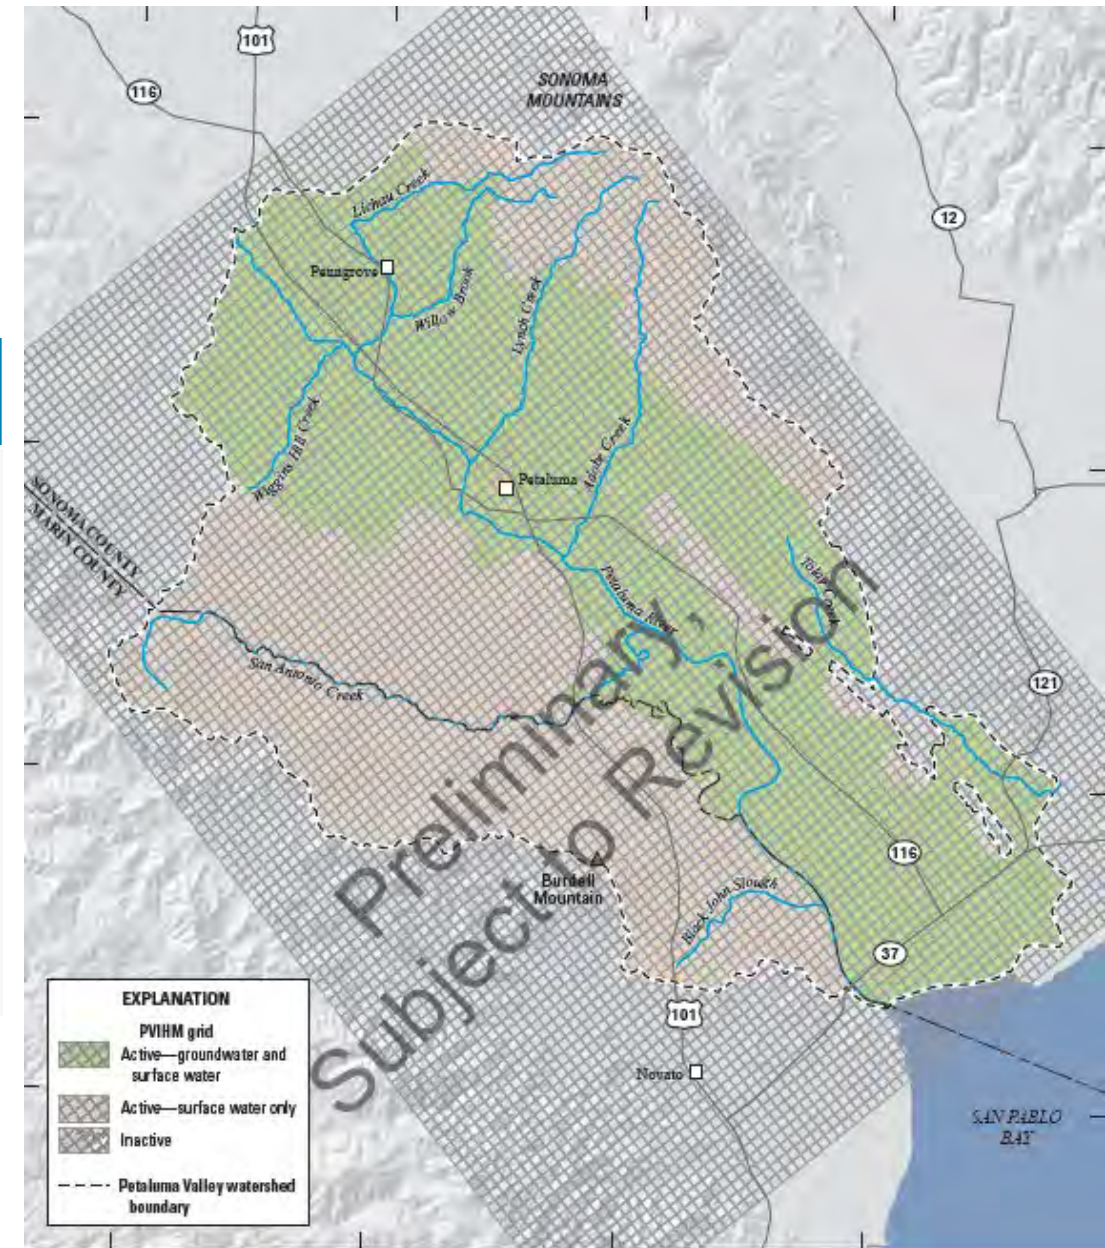 101
116
SONOMA
MOUNTAINS
12
Lichau Creek
Penngrove
Willow Brook
Lynch Creek
Wiggins Hill Creek
Adobe Creek
Petaluma
SONOMA COUNTY
MARIN COUNTY
Petaluma River
Tolay Creek
San Antonio Creek
121
Preliminary,
Subject to Revision
116
Burdell
Mountain
Black John Slough
37
101
Novato
SAN PABLO
BAY
EXPLANATION
PVIHM grid
Active—groundwater and
surface water
Active—surface water only
Inactive
Petaluma Valley watershed
boundary